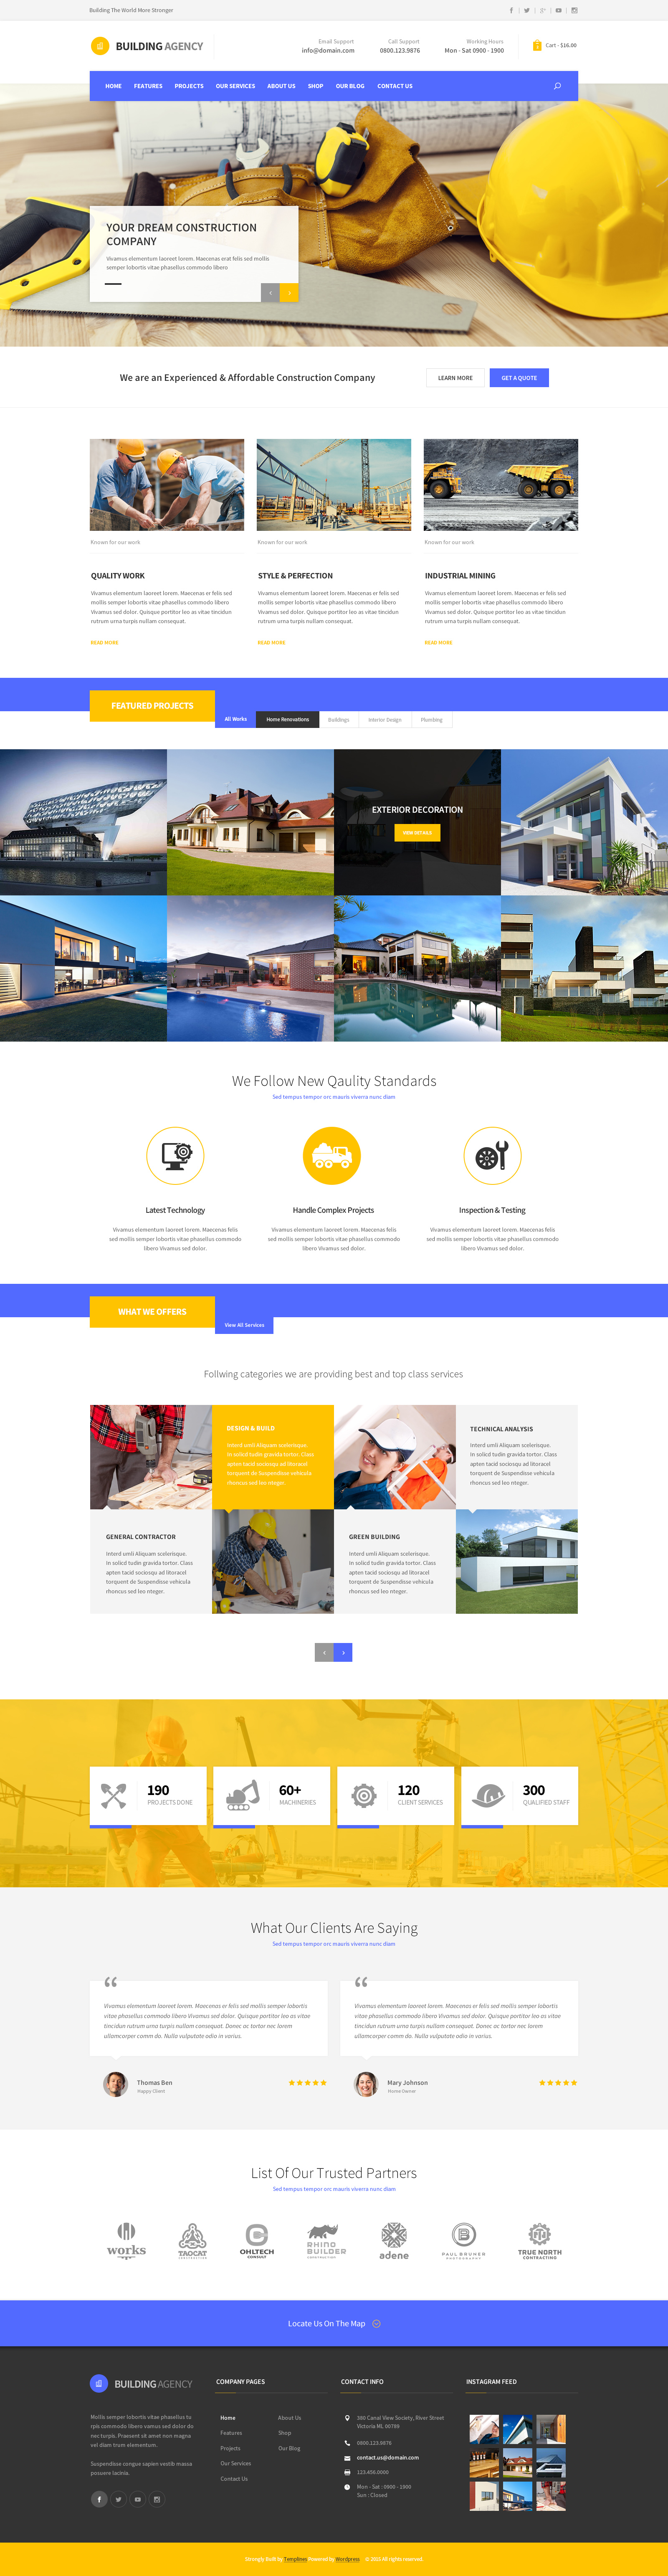 Building The World More Stronger
BUILDING AGENCY
Email Support
info@domain.com
Call Support
0800.123.9876
Working Hours
Mon - Sat 0900 - 1900
Cart - $16.00
HOME FEATURES PROJECTS OUR SERVICES ABOUT US SHOP OUR BLOG CONTACT US
YOUR DREAM CONSTRUCTION
COMPANY
Vivamus elementum laoreet lorem. Maecenas erat felis sed mollis
semper lobortis vitae phasellus commodo libero
We are an Experienced & Affordable Construction Company
LEARN MORE
GET A QUOTE
Known for our work
QUALITY WORK
Vivamus elementum laoreet lorem. Maecenas er felis sed
mollis semper lobortis vitae phasellus commodo libero
Vivamus sed dolor. Quisque portitor leo as vitae tincidun
rutrum urna turpis nullam consequat.
READ MORE
Known for our work
STYLE & PERFECTION
Vivamus elementum laoreet lorem. Maecenas er felis sed
mollis semper lobortis vitae phasellus commodo libero
Vivamus sed dolor. Quisque portitor leo as vitae tincidun
rutrum urna turpis nullam consequat.
READ MORE
Known for our work
INDUSTRIAL MINING
Vivamus elementum laoreet lorem. Maecenas er felis sed
mollis semper lobortis vitae phasellus commodo libero
Vivamus sed dolor. Quisque portitor leo as vitae tincidun
rutrum urna turpis nullam consequat.
READ MORE
FEATURED PROJECTS
All Works Home Renovations Buildings Interior Design Plumbing
EXTERIOR DECORATION
VIEW DETAILS
We Follow New Qaulity Standards
Sed tempus tempor orc mauris viverra nunc diam
Latest Technology
Vivamus elementum laoreet lorem. Maecenas felis
sed mollis semper lobortis vitae phasellus commodo
libero Vivamus sed dolor.
Handle Complex Projects
Vivamus elementum laoreet lorem. Maecenas felis
sed mollis semper lobortis vitae phasellus commodo
libero Vivamus sed dolor.
Inspection & Testing
Vivamus elementum laoreet lorem. Maecenas felis
sed mollis semper lobortis vitae phasellus commodo
libero Vivamus sed dolor.
WHAT WE OFFERS
View All Services
Follwing categories we are providing best and top class services
DESIGN & BUILD
Interd umli Aliquam scelerisque.
In solicd tudin gravida tortor. Class
apten tacid sociosqu ad litoracel
torquent de Suspendisse vehicula
rhoncus sed leo nteger.
TECHNICAL ANALYSIS
Interd umli Aliquam scelerisque.
In solicd tudin gravida tortor. Class
apten tacid sociosqu ad litoracel
torquent de Suspendisse vehicula
rhoncus sed leo nteger.
GENERAL CONTRACTOR
Interd umli Aliquam scelerisque.
In solicd tudin gravida tortor. Class
apten tacid sociosqu ad litoracel
torquent de Suspendisse vehicula
rhoncus sed leo nteger.
GREEN BUILDING
Interd umli Aliquam scelerisque.
In solicd tudin gravida tortor. Class
apten tacid sociosqu ad litoracel
torquent de Suspendisse vehicula
rhoncus sed leo nteger.
190
PROJECTS DONE
60+
MACHINERIES
120
CLIENT SERVICES
300
QUALIFIED STAFF
What Our Clients Are Saying
Sed tempus tempor orc mauris viverra nunc diam
Vivamus elementum laoreet lorem. Maecenas er felis sed mollis semper lobortis
vitae phasellus commodo libero Vivamus sed dolor. Quisque portitor leo as vitae
tincidun rutrum urna turpis nullam consequat. Donec ac tortor nec lorem
ullamcorper comm do. Nulla vulputate odio in varius.
Thomas Ben
Happy Client
Vivamus elementum laoreet lorem. Maecenas er felis sed mollis semper lobortis
vitae phasellus commodo libero Vivamus sed dolor. Quisque portitor leo as vitae
tincidun rutrum urna turpis nullam consequat. Donec ac tortor nec lorem
ullamcorper comm do. Nulla vulputate odio in varius.
Mary Johnson
Home Owner
List Of Our Trusted Partners
Sed tempus tempor orc mauris viverra nunc diam
works
TAOCAT
OHLTECH
CONSULT
RHINO
BUILDER
CONSTRUCTION
adene
PAUL BRUNEN
PHOTOGRAPHY
TRUE NORTH
CONTRACTING
Locate Us On The Map
BUILDING AGENCY
Mollis semper lobortis vitae phasellus tu
rpis commodo libero vamus sed dolor do
nec turpis. Praesent sit amet non magna
vel diam trum elementum.
Suspendisse congue sapien vestib massa
posuere lacinia.
COMPANY PAGES
Home
Features
Projects
Our Services
Contact Us
About Us
Shop
Our Blog
CONTACT INFO
380 Canal View Society, River Street
Victoria ML 60799
0800.123.9876
contact.us@domain.com
123.456.0000
Mon - Sat : 0900 - 1900
Sun : Closed
INSTAGRAM FEED
Strongly Built by Templines Powered by Wordpress © 2015 All rights reserved.